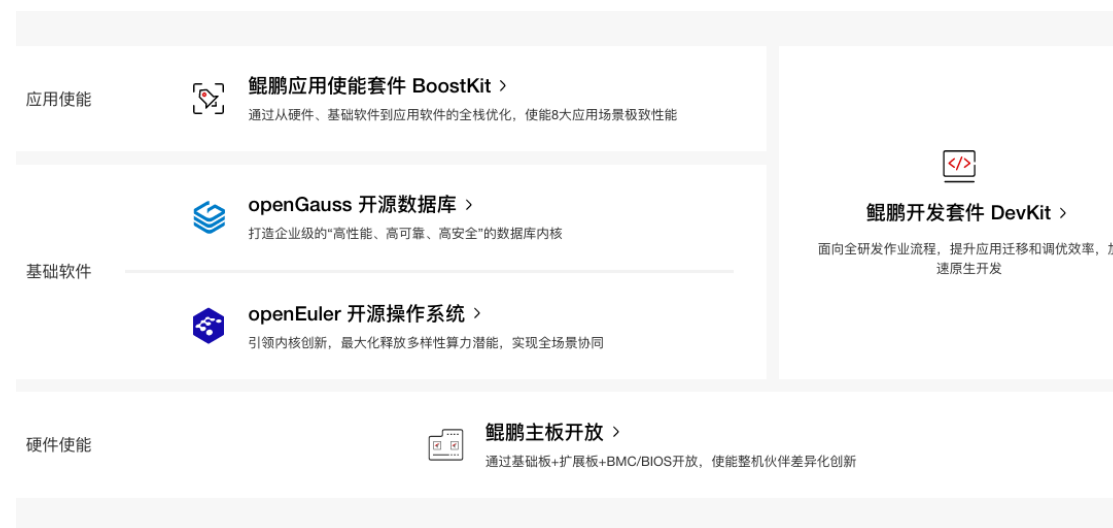 应用使能
鲲鹏应用使能套件 BoostKit
通过从硬件、基础软件到应用软件的全栈优化，使能8大应用场景极致性能
基础软件
openGauss 开源数据库
打造企业级的“高性能、高可靠、高安全”的数据库内核
openEuler 开源操作系统
引领内核创新，最大化释放多样性算力潜能，实现全场景协同
</>
鲲鹏开发套件 DevKit
面向全研发作业流程，提升应用迁移和调优效率，
速原生开发
硬件使能
鲲鹏主板开放
通过基础板+扩展板+BMC/BIOS开放，使能整机伙伴差异化创新